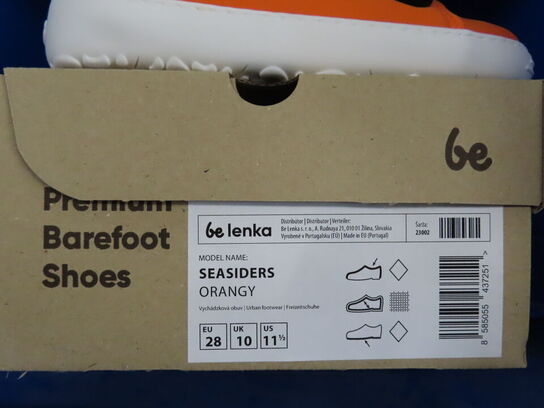 be
Premium
Barefoot
Shoes
be lenka
Distribútor | Distributor | Verteiler:
Be Lenka s. r. o., A. Rudnaya 21, 010 01 Žilina, Slovakia
Vyrobené v Portugalsku (EÚ) | Made in EU (Portugal)
Šarža:
23002
MODEL NAME:
SEASIDERS
ORANGY
Vychádzková obuv | Urban footwear | Freizeitschuhe
EU
28
UK
10
US
11½
8 585055 437251 >